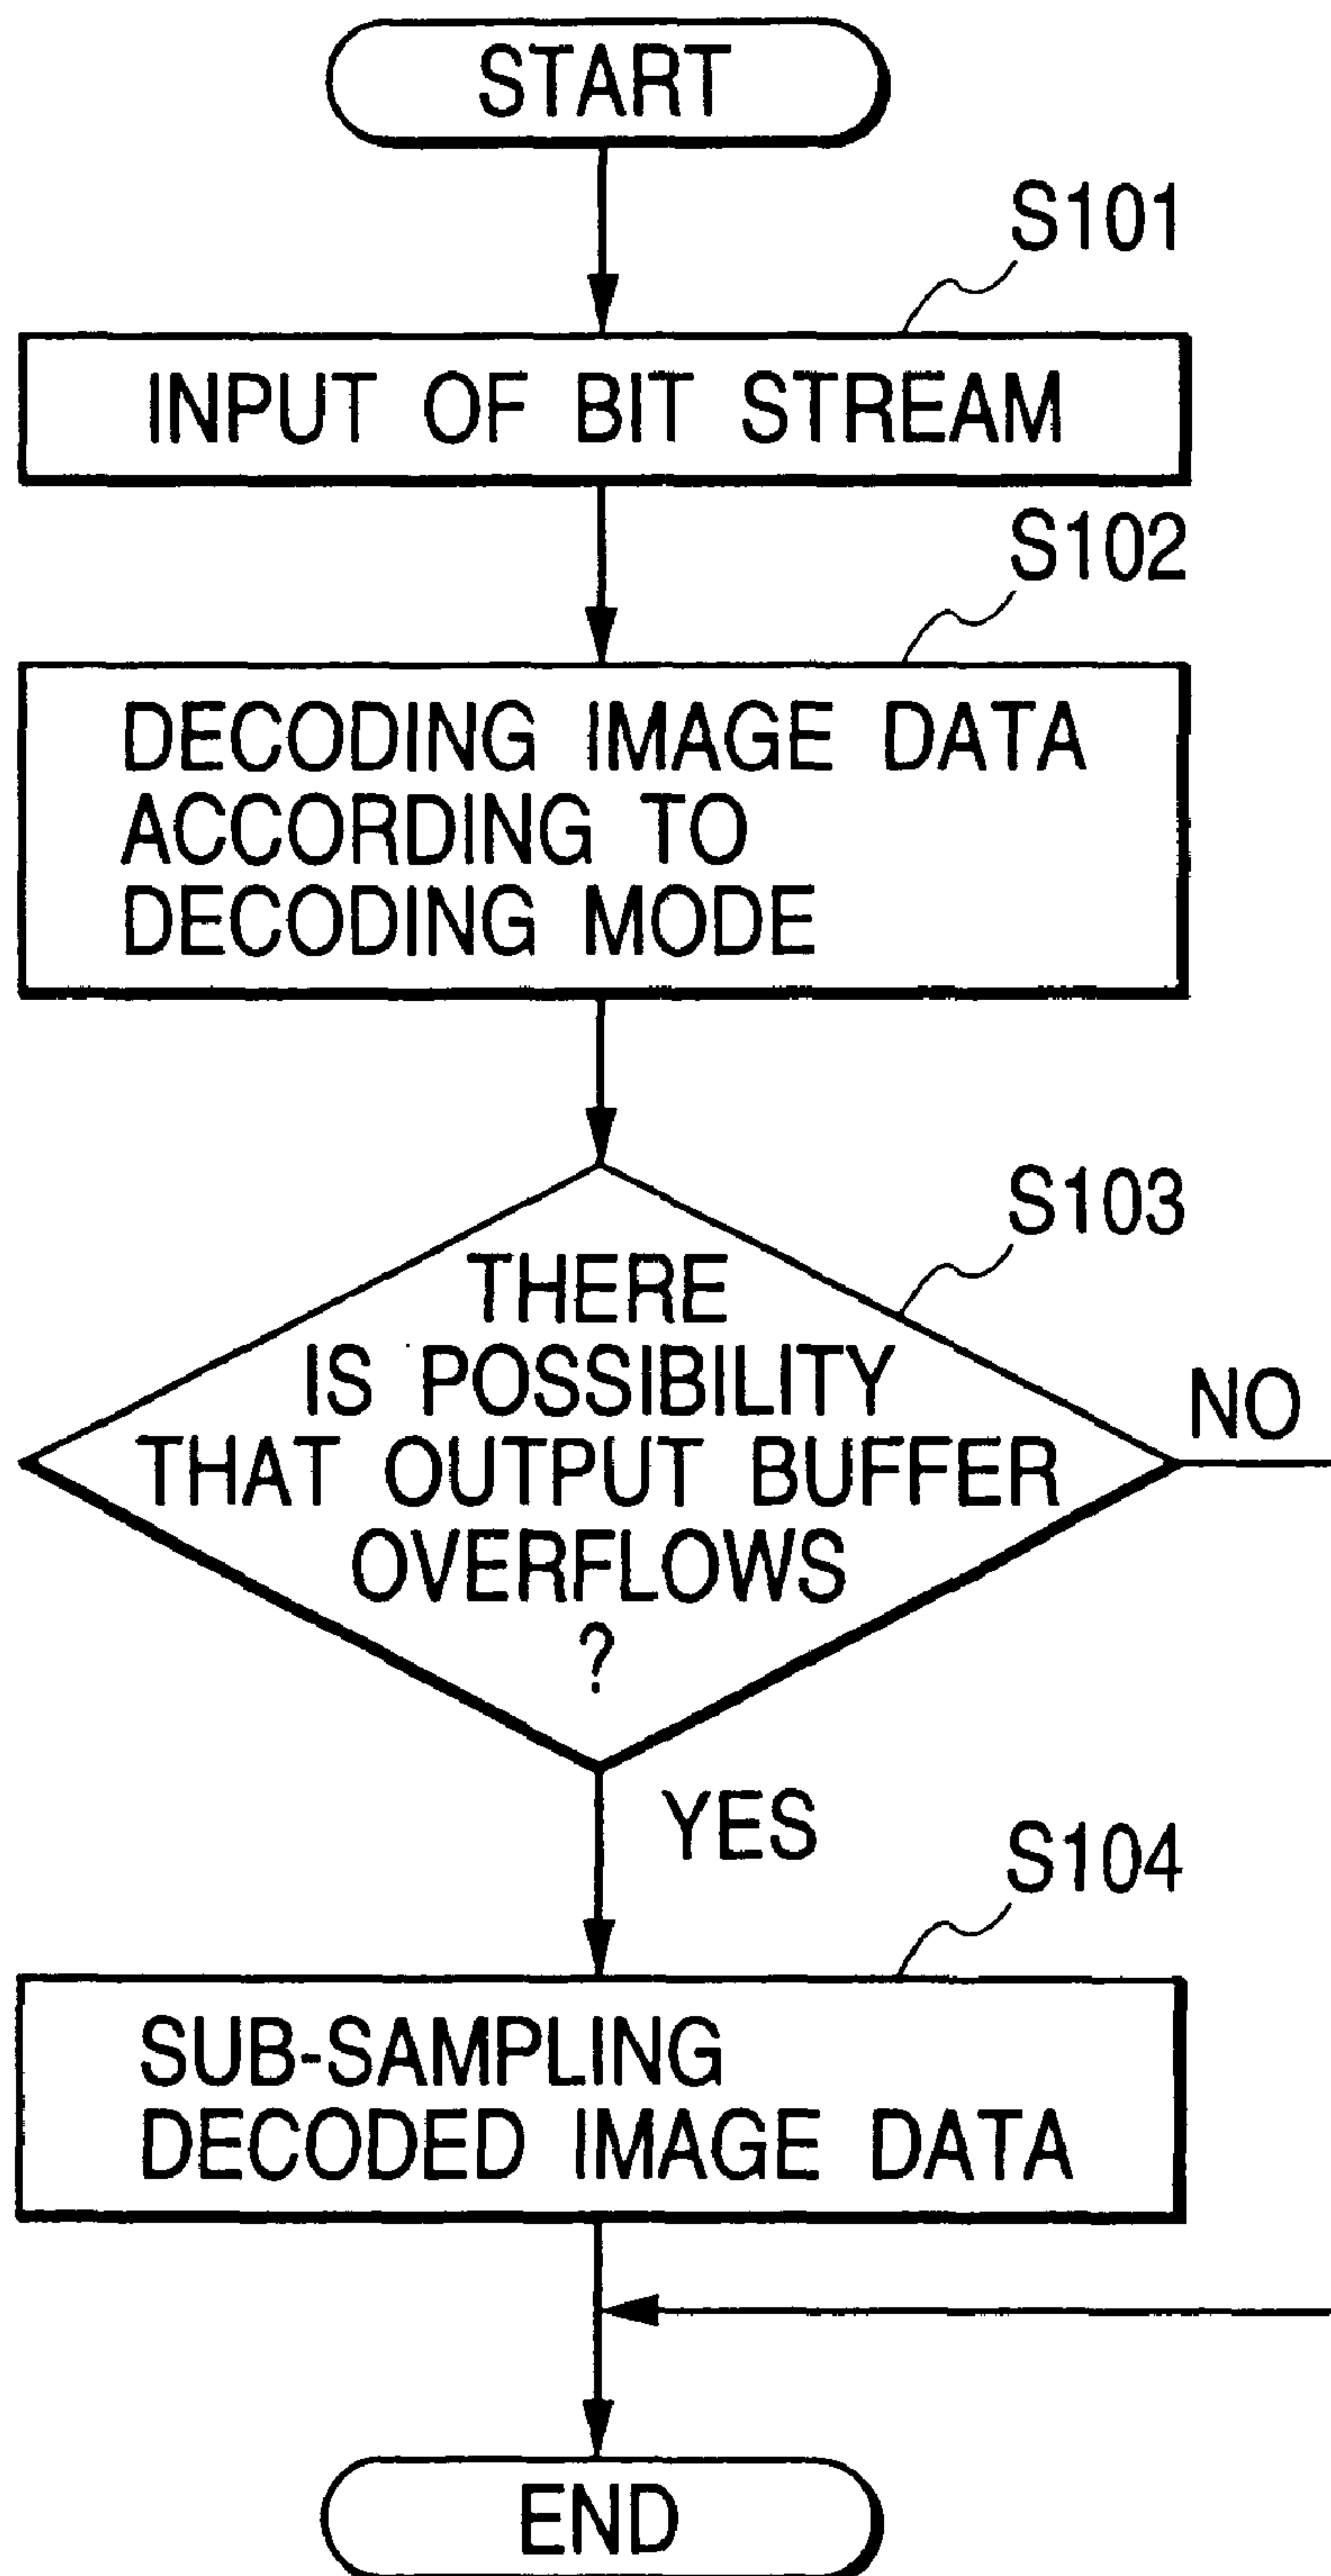 START
S101
INPUT OF BIT STREAM
S102
DECODING IMAGE DATA
ACCORDING TO
DECODING MODE
S103
THERE
IS POSSIBILITY
THAT OUTPUT BUFFER
OVERFLOWS
?
NO
YES
S104
SUB-SAMPLING
DECODED IMAGE DATA
END